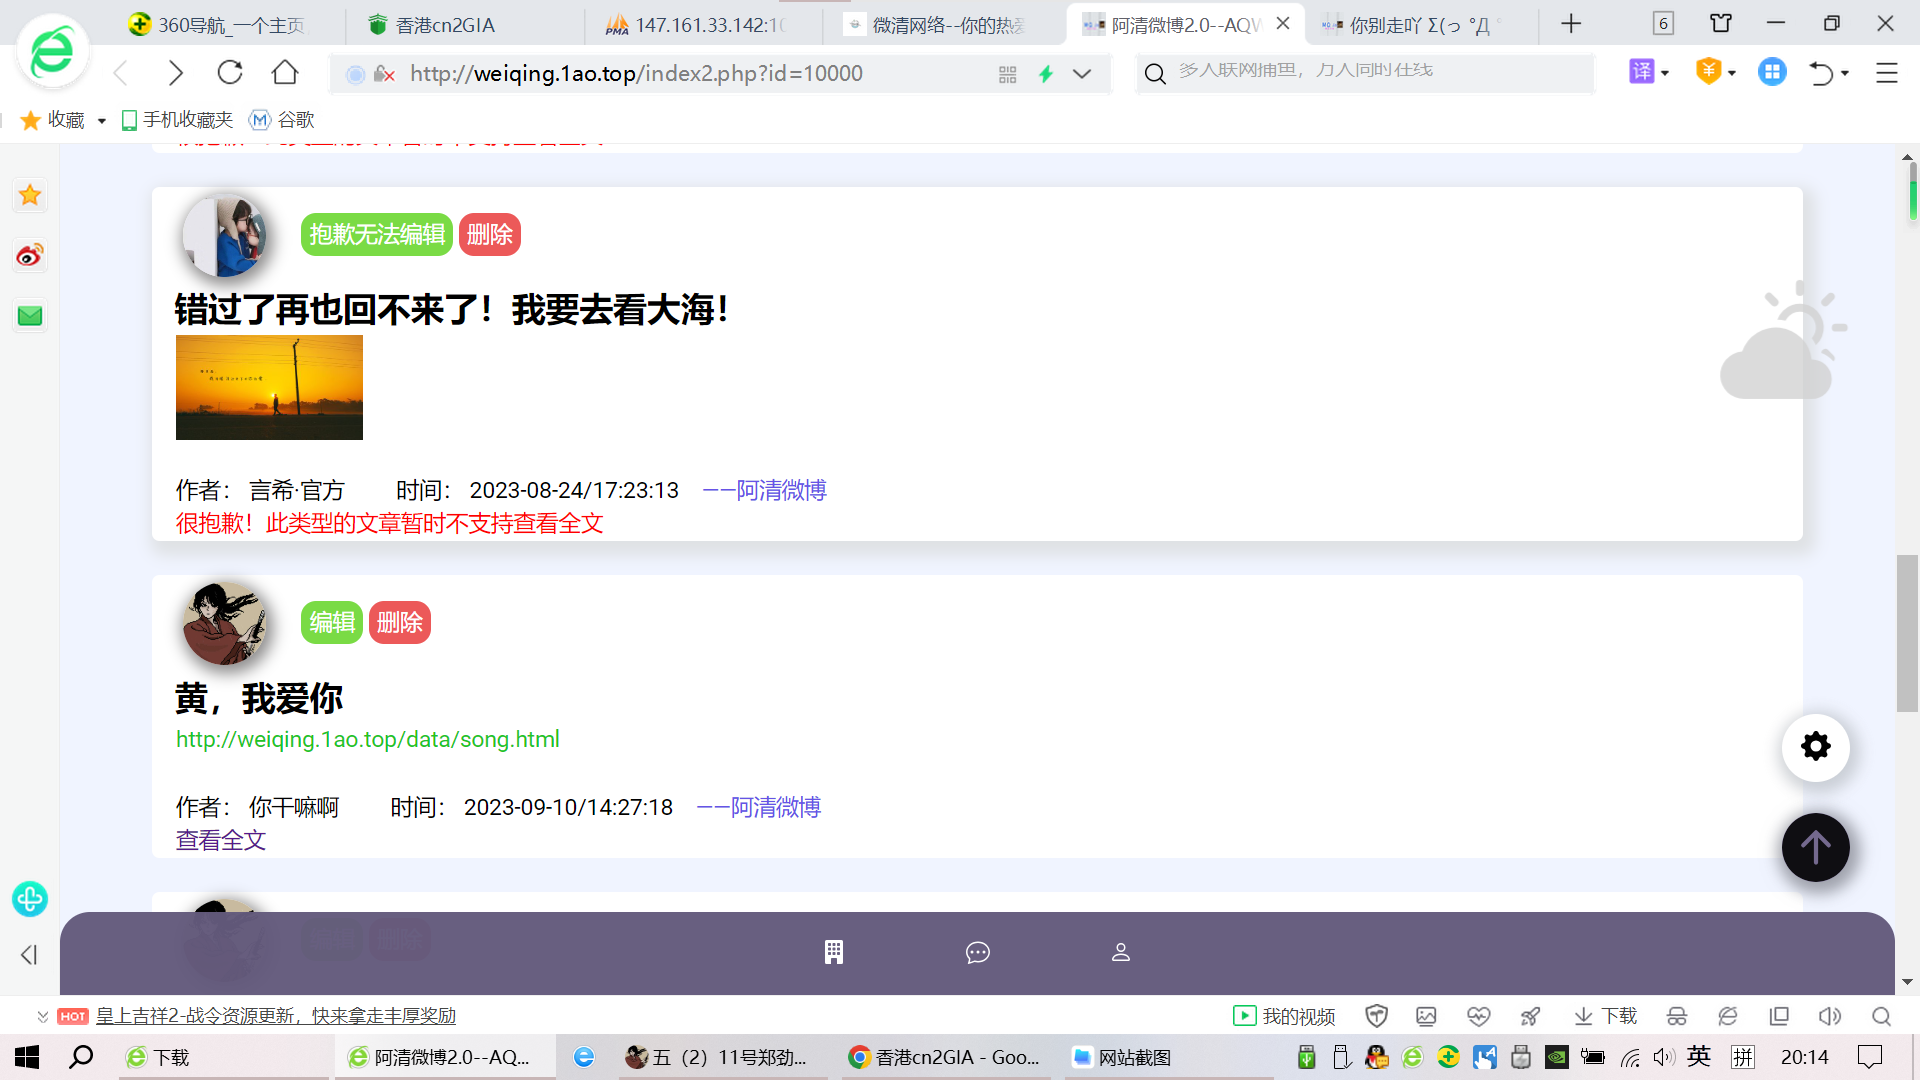 360导航_一个主页
香港cn2GIA
147.161.33.142:10
微清网络--你的热爱
阿清微博2.0--AQW
你别走吖 Σ(っ °Д °
6
http://weiqing.1ao.top/index2.php?id=10000
多人联网捕鱼，万人同时在线
译
收藏
手机收藏夹
谷歌
抱歉无法编辑 删除
错过了再也回不来了！我要去看大海！
作者： 言希·官方 时间： 2023-08-24/17:23:13 ——阿清微博
很抱歉！此类型的文章暂时不支持查看全文
编辑 删除
黄，我爱你
http://weiqing.1ao.top/data/song.html
作者： 你干嘛啊 时间： 2023-09-10/14:27:18 ——阿清微博
查看全文
HOT 皇上吉祥2-战令资源更新，快来拿走丰厚奖励
我的视频
下载
下载
阿清微博2.0--AQ...
五（2）11号郑劲...
香港cn2GIA - Goo...
网站截图
英
拼
20:14